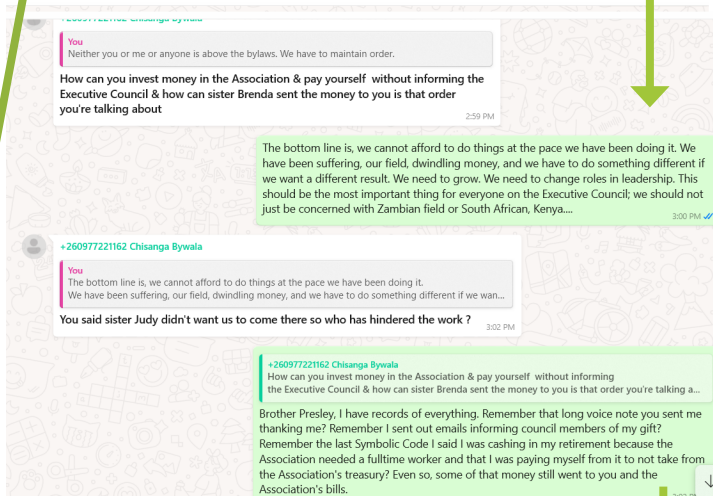 +260977221162 Chisanga Bywala
You
Neither you or me or anyone is above the bylaws. We have to maintain order.
How can you invest money in the Association & pay yourself without informing the
Executive Council & how can sister Brenda sent the money to you is that order
you're talking about
2:59 PM
The bottom line is, we cannot afford to do things at the pace we have been doing it. We
have been suffering, our field, dwindling money, and we have to do something different if
we want a different result. We need to grow. We need to change roles in leadership. This
should be the most important thing for everyone on the Executive Council; we should not
just be concerned with Zambian field or South African, Kenya....
3:00 PM
+260977221162 Chisanga Bywala
You
The bottom line is, we cannot afford to do things at the pace we have been doing it.
We have been suffering, our field, dwindling money, and we have to do something different if we wan...
You said sister Judy didn't want us to come there so who has hindered the work ?
3:02 PM
+260977221162 Chisanga Bywala
How can you invest money in the Association & pay yourself without informing
the Executive Council & how can sister Brenda sent the money to you is that order you're talking a...
Brother Presley, I have records of everything. Remember that long voice note you sent me
thanking me? Remember I sent out emails informing council members of my gift?
Remember the last Symbolic Code I said I was cashing in my retirement because the
Association needed a fulltime worker and that I was paying myself from it to not take from
the Association's treasury? Even so, some of that money still went to you and the
Association's bills.